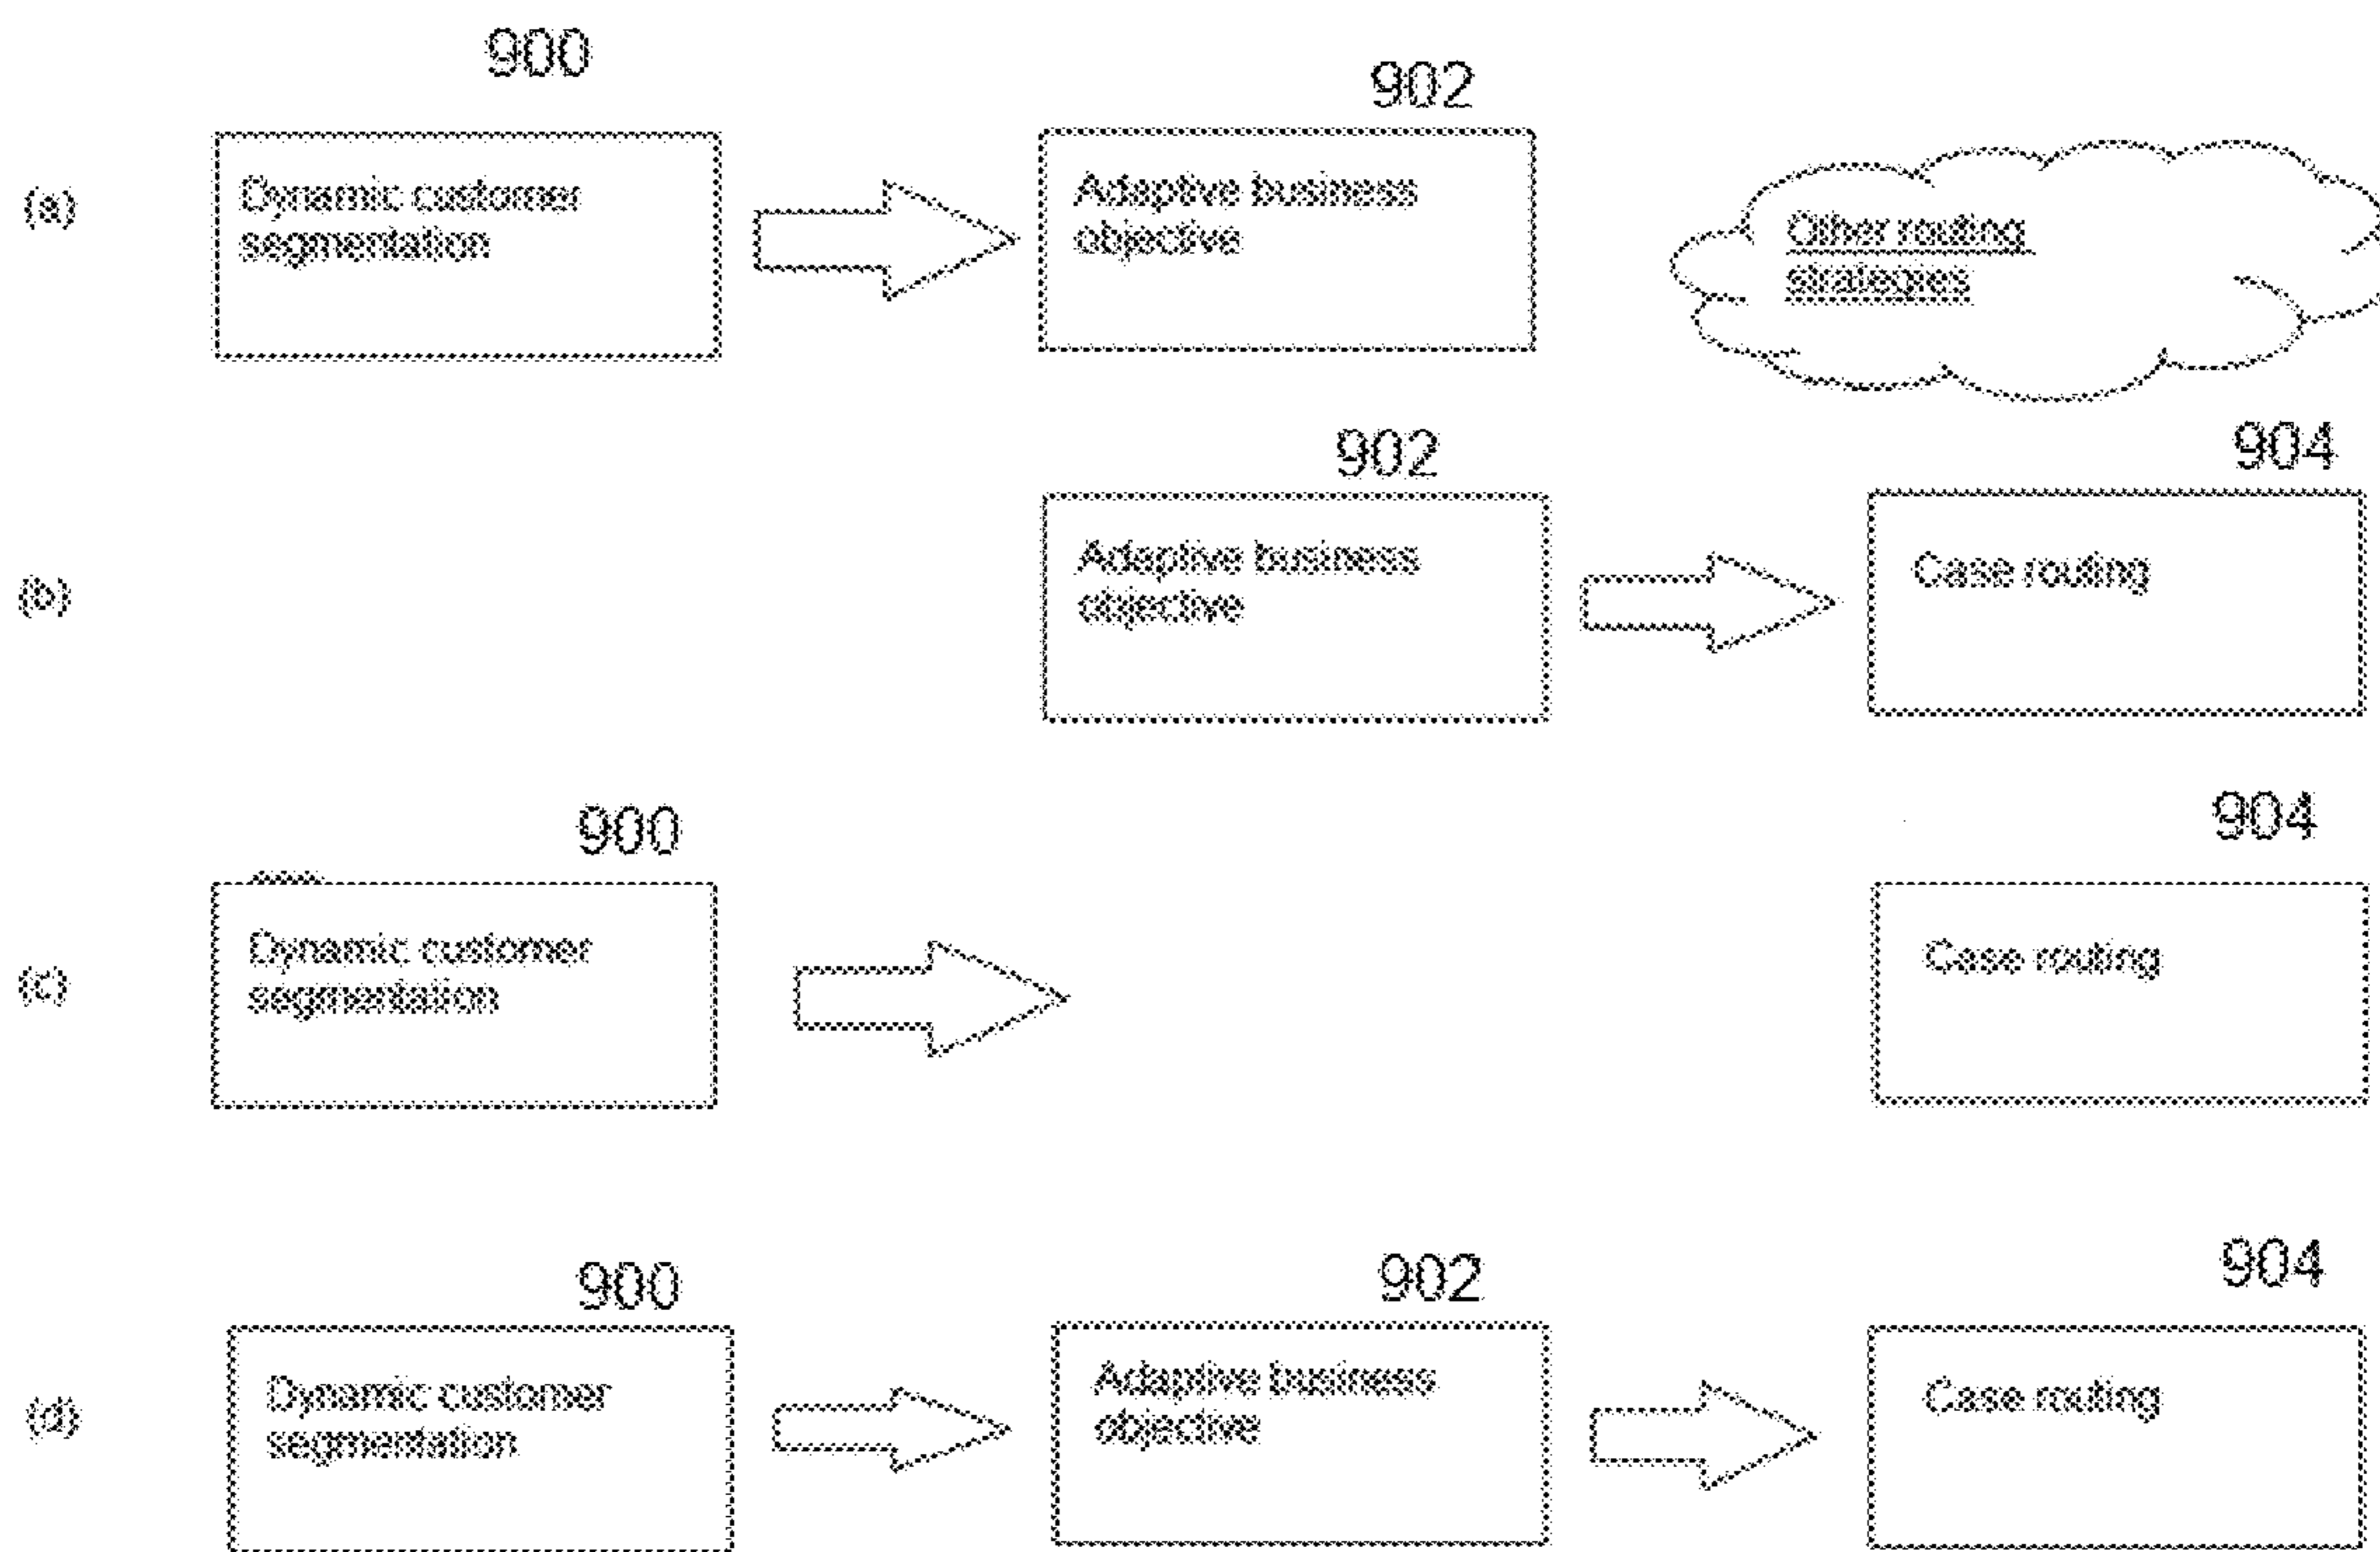 900
902
(a)
Dynamic customer
segmentation
Adaptive business
objective
Other routing
strategies
902
904
(b)
Adaptive business
objective
Case routing
900
904
(c)
Dynamic customer
segmentation
Case routing
900
902
904
(d)
Dynamic customer
segmentation
Adaptive business
objective
Case routing